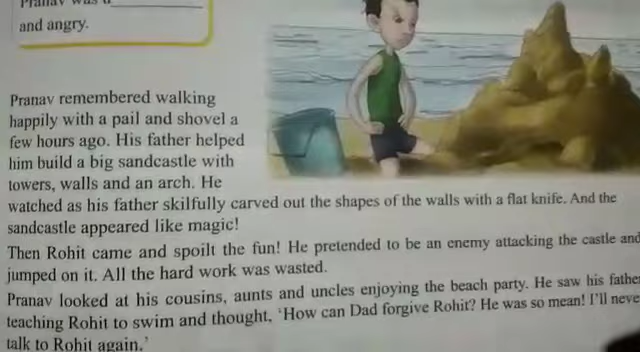 Pranav was a
and angry.
Pranav remembered walking
happily with a pail and shovel a
few hours ago. His father helped
him build a big sandcastle with
towers, walls and an arch. He
watched as his father skilfully carved out the shapes of the walls with a flat knife. And the
sandcastle appeared like magic!
Then Rohit came and spoilt the fun! He pretended to be an enemy attacking the castle and
jumped on it. All the hard work was wasted.
Pranav looked at his cousins, aunts and uncles enjoying the beach party. He saw his father
teaching Rohit to swim and thought, ‘How can Dad forgive Rohit? He was so mean! I’ll neve
talk to Rohit again.’